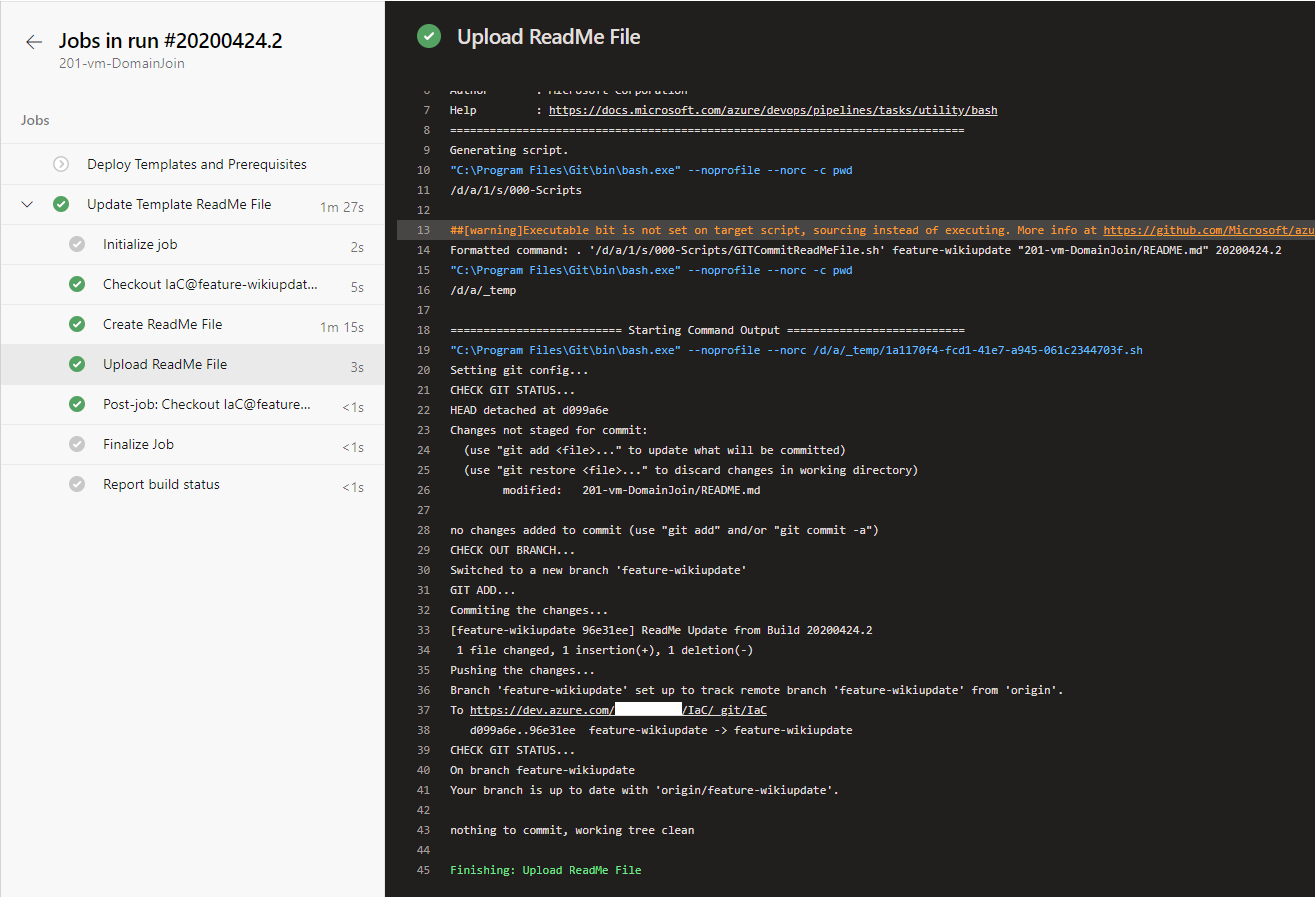 Jobs in run #20200424.2
201-vm-DomainJoin
Jobs
Deploy Templates and Prerequisites
Update Template ReadMe File 1m 27s
Initialize job 2s
Checkout IaC@feature-wikiupdat... 5s
Create ReadMe File 1m 15s
Upload ReadMe File 3s
Post-job: Checkout IaC@feature... <1s
Finalize Job <1s
Report build status <1s
Upload ReadMe File
6 Author : Microsoft Corporation
7 Help : https://docs.microsoft.com/azure/devops/pipelines/tasks/utility/bash
8 ==============================================================================
9 Generating script.
10 "C:\Program Files\Git\bin\bash.exe" --noprofile --norc -c pwd
11 /d/a/1/s/000-Scripts
12
13 ##[warning]Executable bit is not set on target script, sourcing instead of executing. More info at https://github.com/Microsoft/azu
14 Formatted command: . '/d/a/1/s/000-Scripts/GITCommitReadMeFile.sh' feature-wikiupdate "201-vm-DomainJoin/README.md" 20200424.2
15 "C:\Program Files\Git\bin\bash.exe" --noprofile --norc -c pwd
16 /d/a/_temp
17
18 ========================== Starting Command Output ===========================
19 "C:\Program Files\Git\bin\bash.exe" --noprofile --norc /d/a/_temp/1a1170f4-fcd1-41e7-a945-061c2344703f.sh
20 Setting git config...
21 CHECK GIT STATUS...
22 HEAD detached at d099a6e
23 Changes not staged for commit:
24 (use "git add <file>..." to update what will be committed)
25 (use "git restore <file>..." to discard changes in working directory)
26 modified: 201-vm-DomainJoin/README.md
27
28 no changes added to commit (use "git add" and/or "git commit -a")
29 CHECK OUT BRANCH...
30 Switched to a new branch 'feature-wikiupdate'
31 GIT ADD...
32 Commiting the changes...
33 [feature-wikiupdate 96e31ee] ReadMe Update from Build 20200424.2
34 1 file changed, 1 insertion(+), 1 deletion(-)
35 Pushing the changes...
36 Branch 'feature-wikiupdate' set up to track remote branch 'feature-wikiupdate' from 'origin'.
37 To https://dev.azure.com/ /IaC/_git/IaC
38 d099a6e..96e31ee feature-wikiupdate -> feature-wikiupdate
39 CHECK GIT STATUS...
40 On branch feature-wikiupdate
41 Your branch is up to date with 'origin/feature-wikiupdate'.
42
43 nothing to commit, working tree clean
44
45 Finishing: Upload ReadMe File